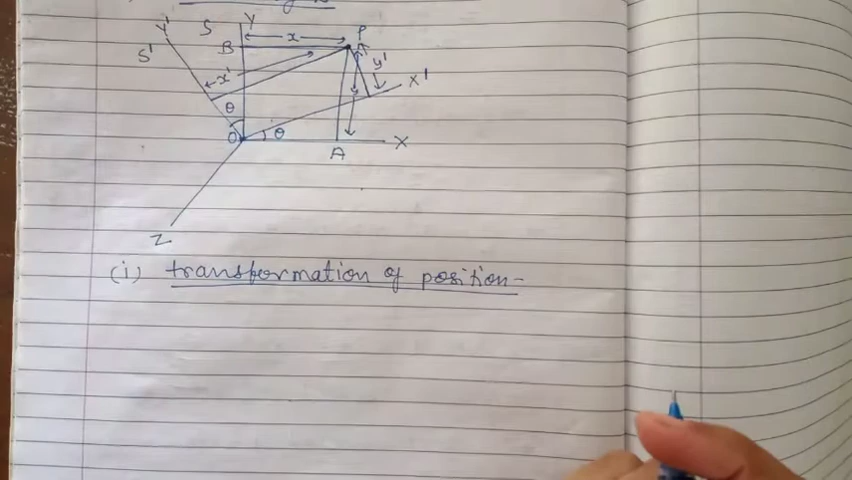 Y' S Y
S' B x P
x' y'
θ X'
O θ X
A
Z
(i) transformation of position-